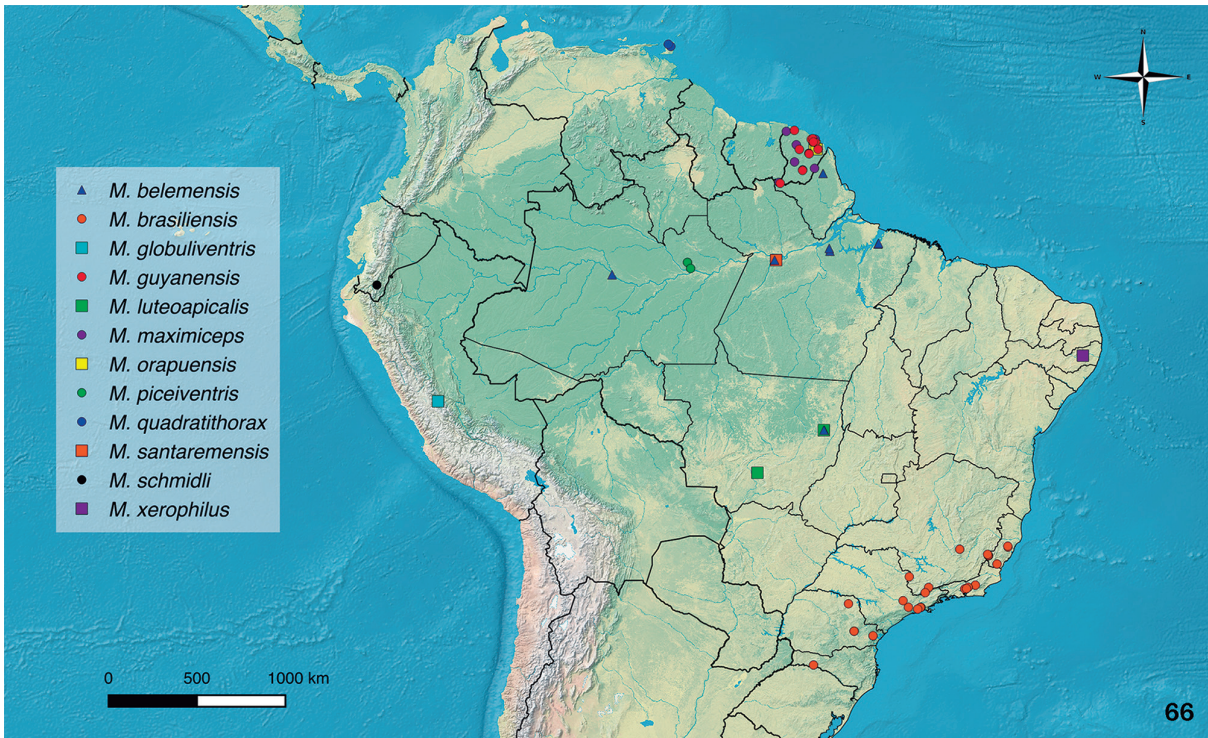 N
W E
S
M. belemensis
M. brasiliensis
M. globuliventris
M. guyanensis
M. luteoapicalis
M. maximiceps
M. orapuensis
M. piceiventris
M. quadratithorax
M. santaremensis
M. schmidli
M. xerophilus
0 500 1000 km
66